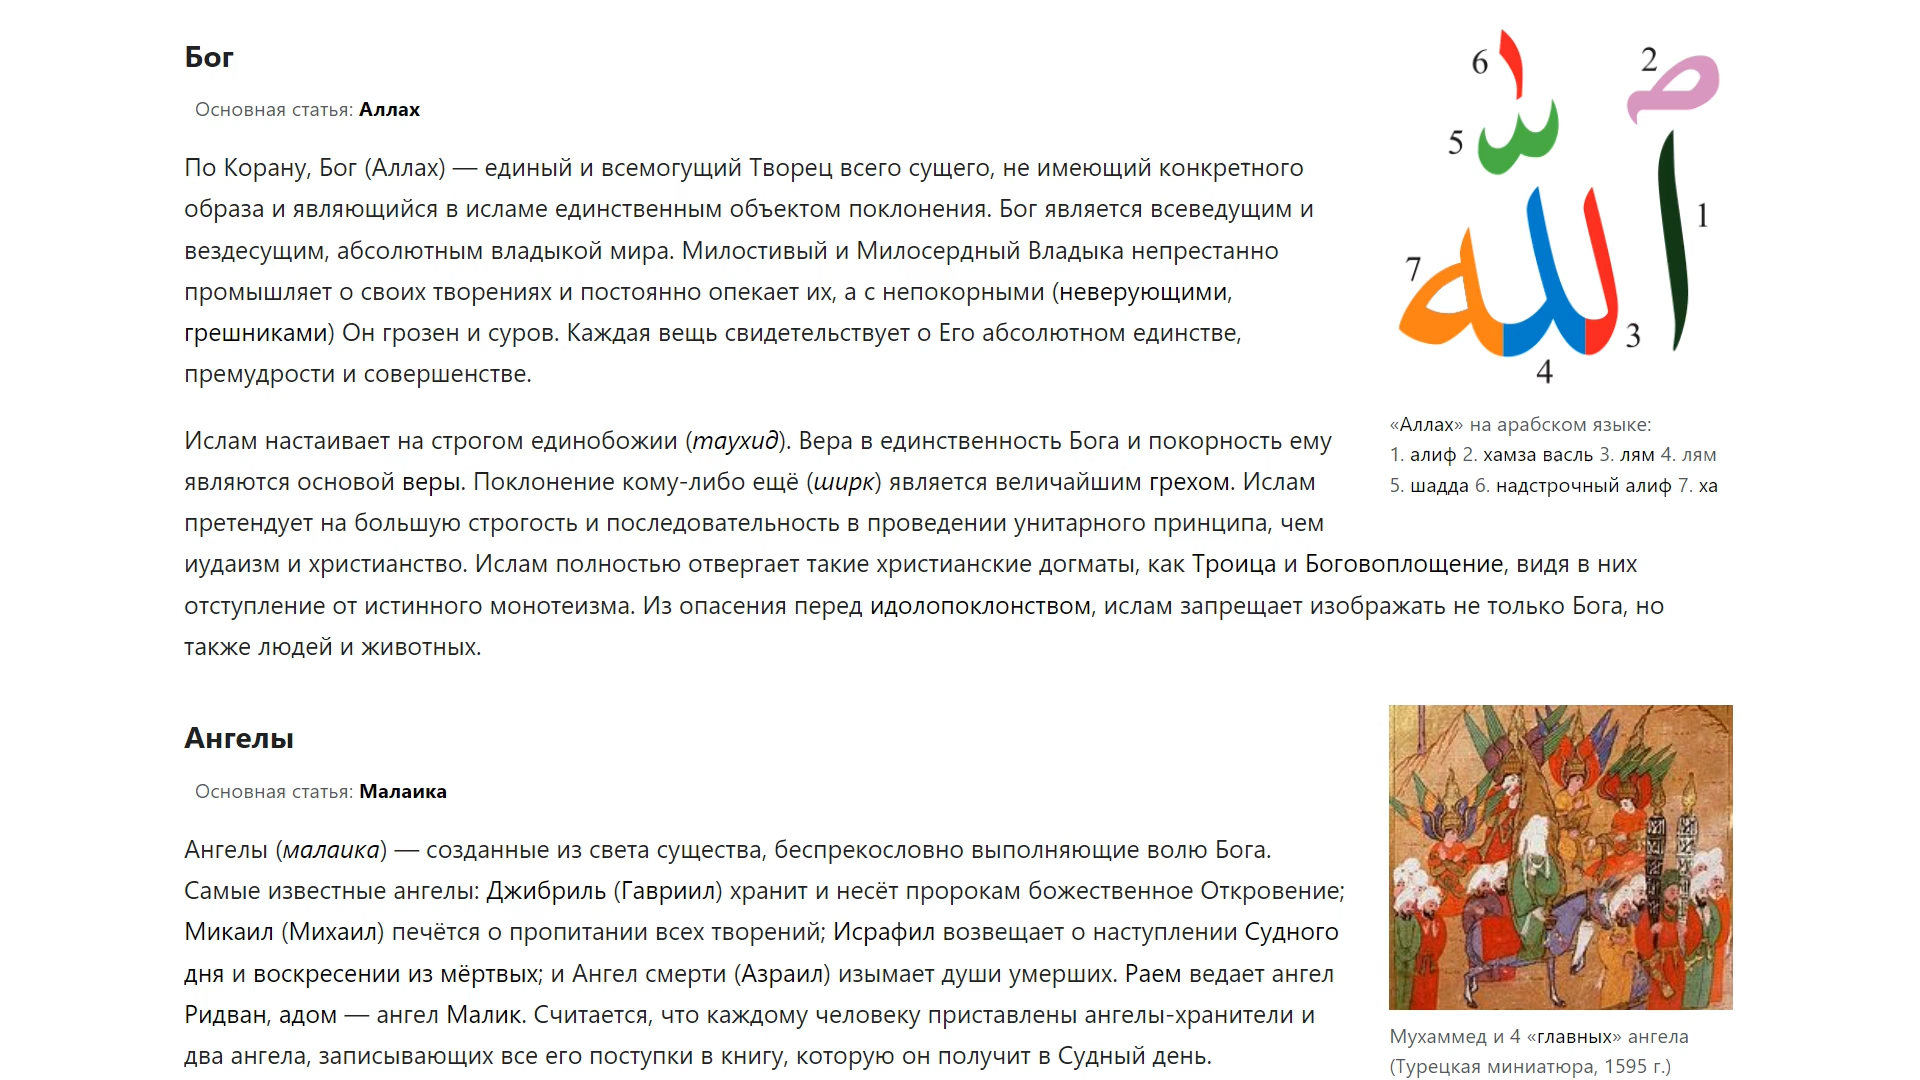 Бог
Основная статья: Аллах
По Корану, Бог (Аллах) — единый и всемогущий Творец всего сущего, не имеющий конкретного
образа и являющийся в исламе единственным объектом поклонения. Бог является всеведущим и
вездесущим, абсолютным владыкой мира. Милостивый и Милосердный Владыка непрестанно
промышляет о своих творениях и постоянно опекает их, а с непокорными (неверующими,
грешниками) Он грозен и суров. Каждая вещь свидетельствует о Его абсолютном единстве,
премудрости и совершенстве.
Ислам настаивает на строгом единобожии (таухид). Вера в единственность Бога и покорность ему
являются основой веры. Поклонение кому-либо ещё (ширк) является величайшим грехом. Ислам
претендует на большую строгость и последовательность в проведении унитарного принципа, чем
иудаизм и христианство. Ислам полностью отвергает такие христианские догматы, как Троица и Боговоплощение, видя в них
отступление от истинного монотеизма. Из опасения перед идолопоклонством, ислам запрещает изображать не только Бога, но
также людей и животных.
6
2
5
1
7
3
4
الله
«Аллах» на арабском языке:
1. алиф 2. хамза васль 3. лям 4. лям
5. шадда 6. надстрочный алиф 7. ха
Ангелы
Основная статья: Малаика
Ангелы (малаика) — созданные из света существа, беспрекословно выполняющие волю Бога.
Самые известные ангелы: Джибриль (Гавриил) хранит и несёт пророкам божественное Откровение;
Микаил (Михаил) печётся о пропитании всех творений; Исрафил возвещает о наступлении Судного
дня и воскресении из мёртвых; и Ангел смерти (Азраил) изымает души умерших. Раем ведает ангел
Ридван, адом — ангел Малик. Считается, что каждому человеку приставлены ангелы-хранители и
два ангела, записывающих все его поступки в книгу, которую он получит в Судный день.
Мухаммед и 4 «главных» ангела
(Турецкая миниатюра, 1595 г.)